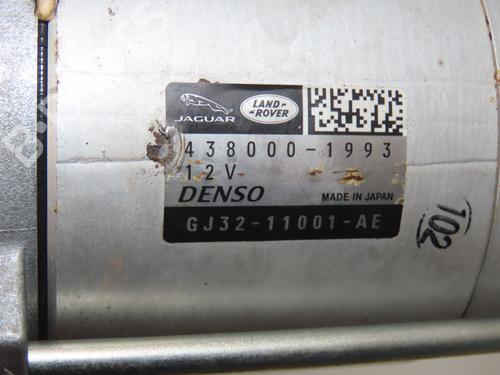 JAGUAR
LAND-
ROVER
438000-1993
12V
DENSO
MADE IN JAPAN
GJ32-11001-AE
102